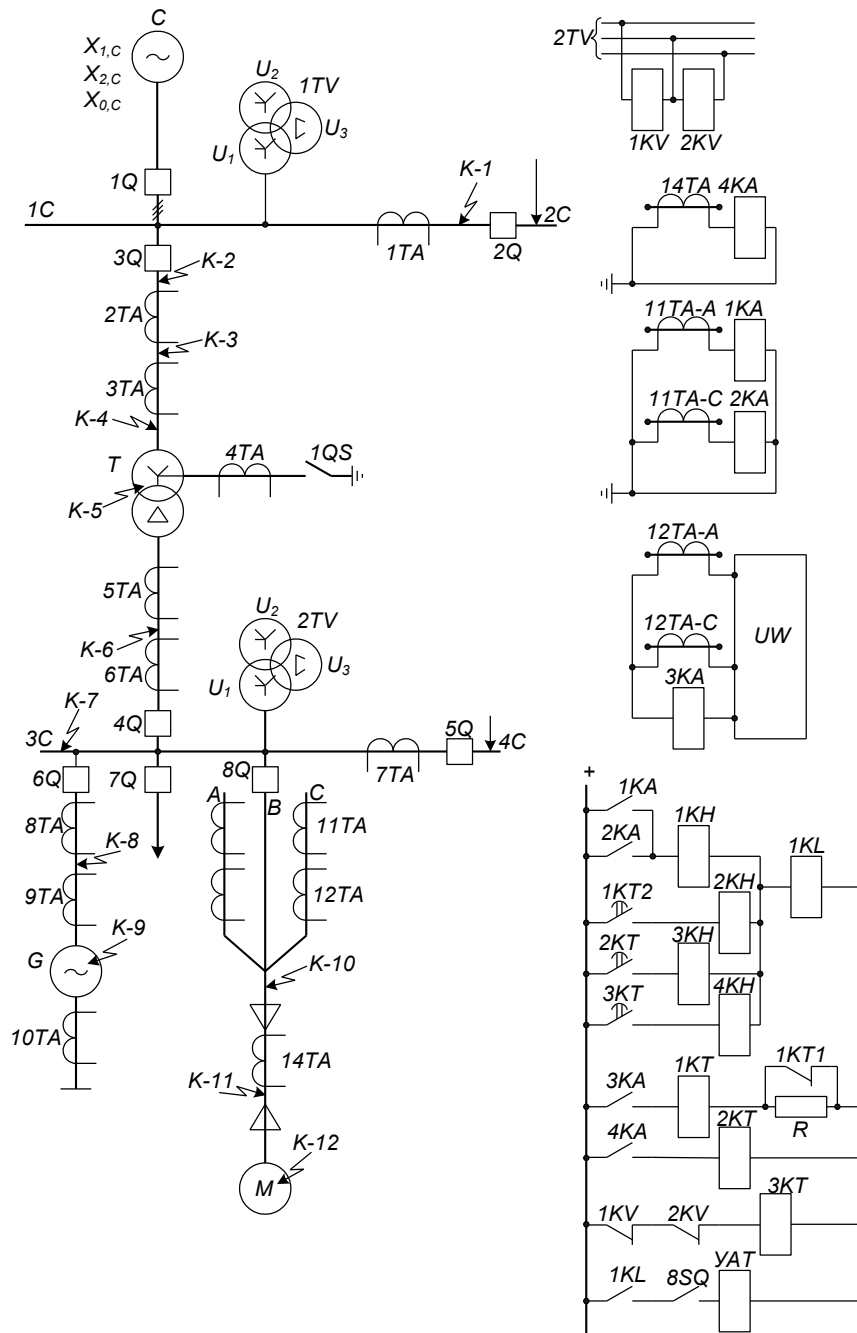 C
X1,C
X2,C
X0,C
U2
1TV
U3
U1
1Q
K-1
1C
2C
1TA
2Q
3Q
K-2
2TA
K-3
3TA
K-4
T
4TA
1QS
K-5
5TA
U2
2TV
K-6
U3
6TA
U1
K-7
4Q
5Q
3C
4C
6Q
7Q
8Q
7TA
A
B
C
8TA
11TA
K-8
9TA
12TA
K-9
G
K-10
10TA
14TA
K-11
K-12
M
2TV
1KV
2KV
14TA
4KA
11TA-A
1KA
11TA-C
2KA
12TA-A
12TA-C
UW
3KA
+
1KA
1KH
2KA
1KL
1KT2
2KH
2KT
3KH
3KT
4KH
1KT
1KT1
3KA
R
2KT
4KA
3KT
1KV
2KV
УАТ
1KL
8SQ